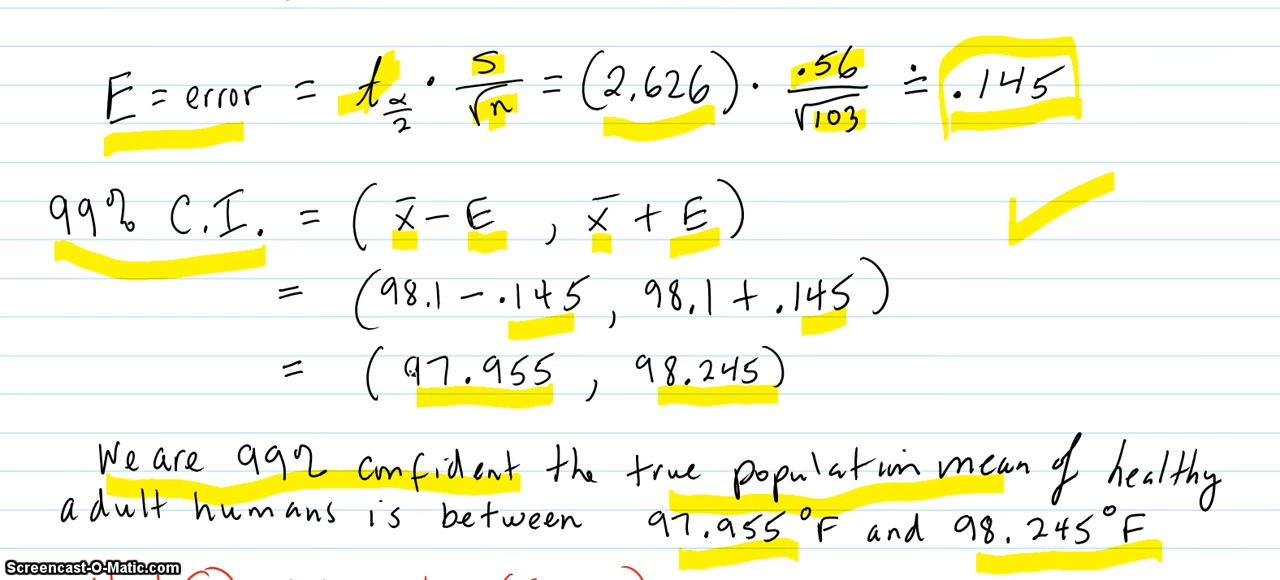 E = error = t α/2 · s/√n = (2.626) · .56/√103 ≐ .145
99% C.I. = ( x̄ - E , x̄ + E )
= (98.1 - .145 , 98.1 + .145)
= ( 97.955 , 98.245)
We are 99% confident the true population mean of healthy
adult humans is between 97.955°F and 98.245°F
Screencast-O-Matic.com